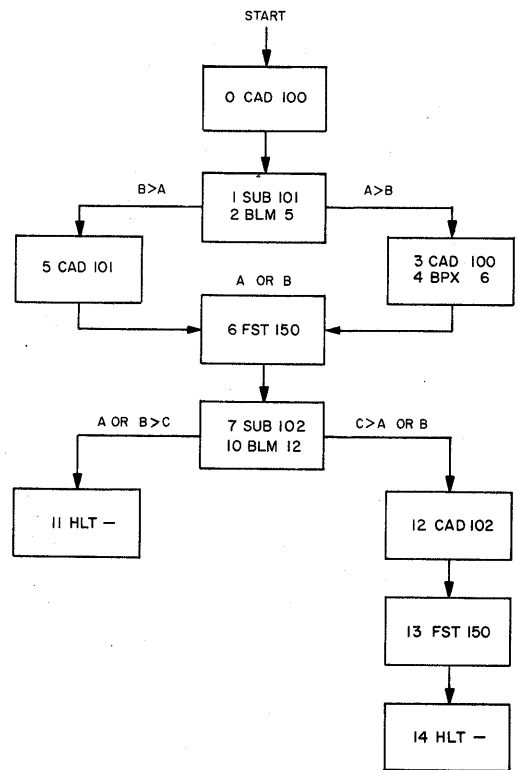 START
0 CAD 100
B>A
1 SUB 101
A>B
2 BLM 5
5 CAD 101
3 CAD 100
4 BPX 6
A OR B
6 FST 150
A OR B>C
7 SUB 102
C>A OR B
10 BLM 12
11 HLT —
12 CAD 102
13 FST 150
14 HLT —